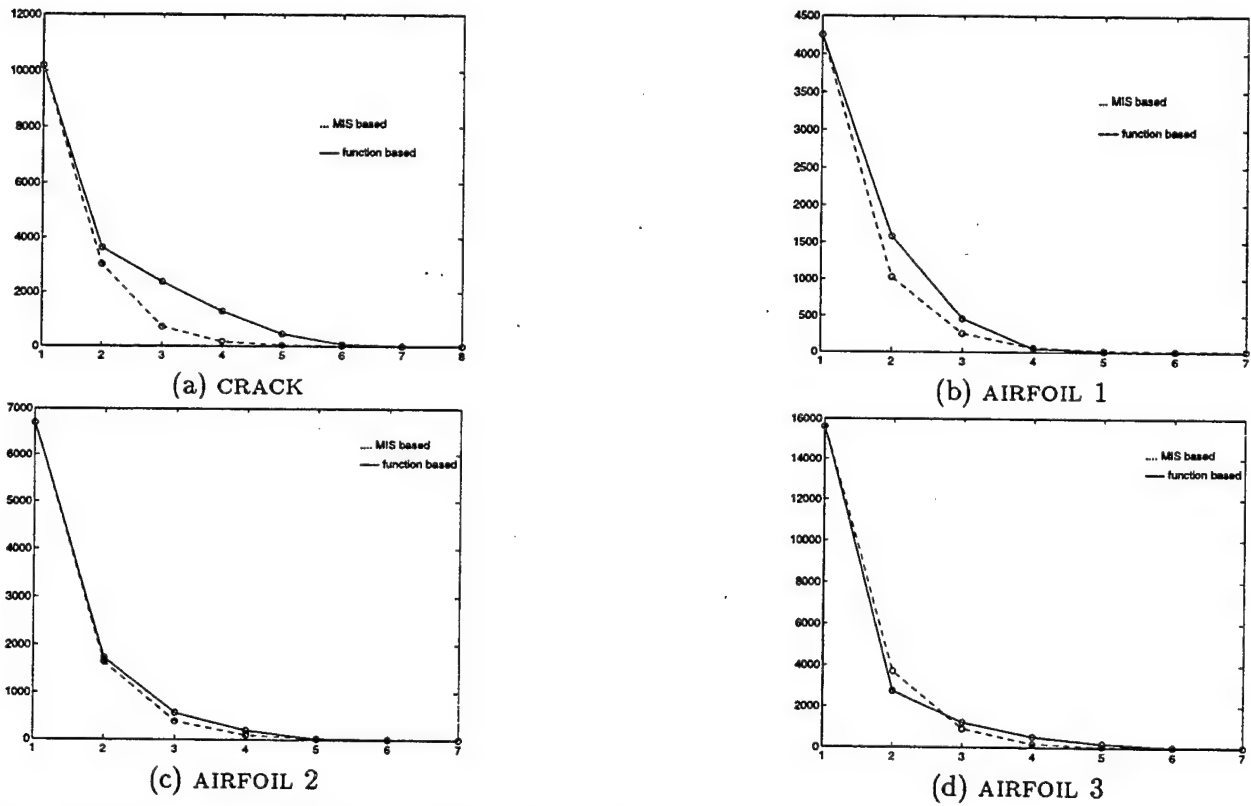 12000
10000
8000
6000
4000
2000
0
1 2 3 4 5 6 7 8
... MIS based
— function based
(a) CRACK
4500
4000
3500
3000
2500
2000
1500
1000
500
0
1 2 3 4 5 6 7
... MIS based
— function based
(b) AIRFOIL 1
7000
6000
5000
4000
3000
2000
1000
0
1 2 3 4 5 6 7
... MIS based
— function based
(c) AIRFOIL 2
16000
14000
12000
10000
8000
6000
4000
2000
0
1 2 3 4 5 6 7
... MIS based
— function based
(d) AIRFOIL 3